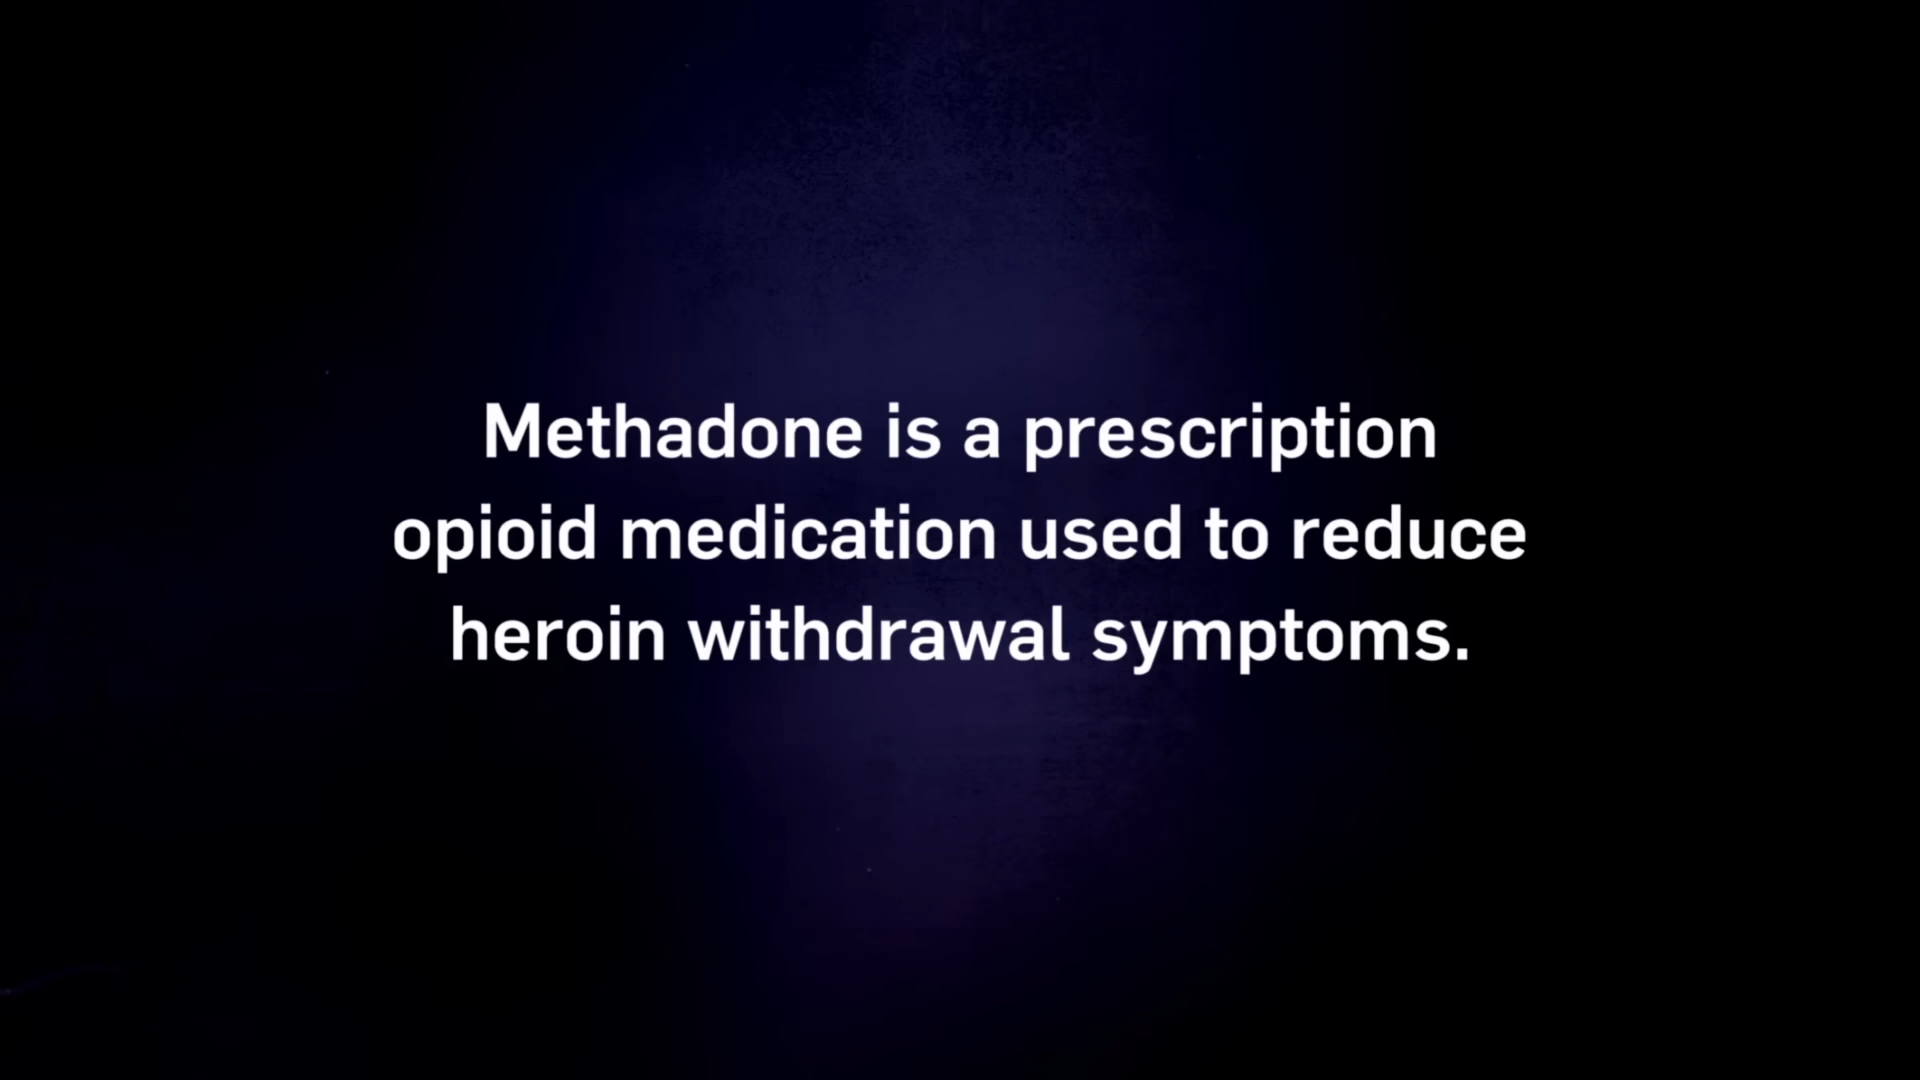 Methadone is a prescription
opioid medication used to reduce
heroin withdrawal symptoms.